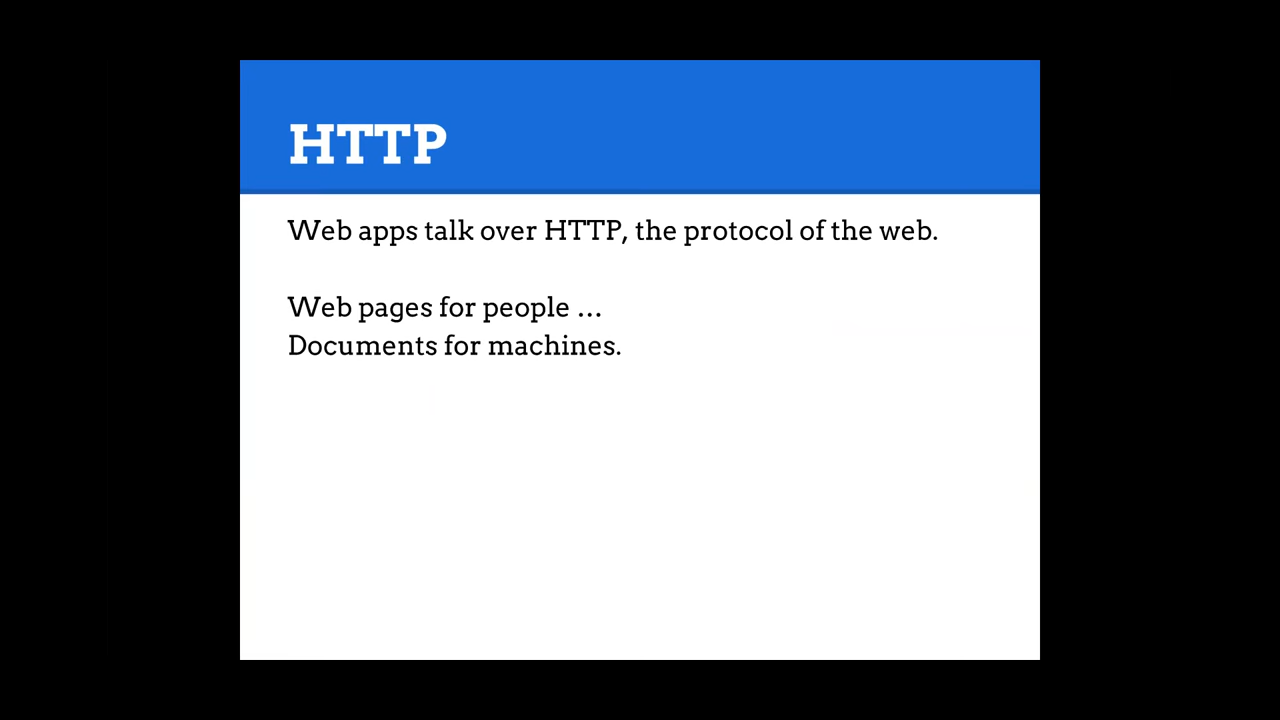 HTTP
Web apps talk over HTTP, the protocol of the web.
Web pages for people …
Documents for machines.